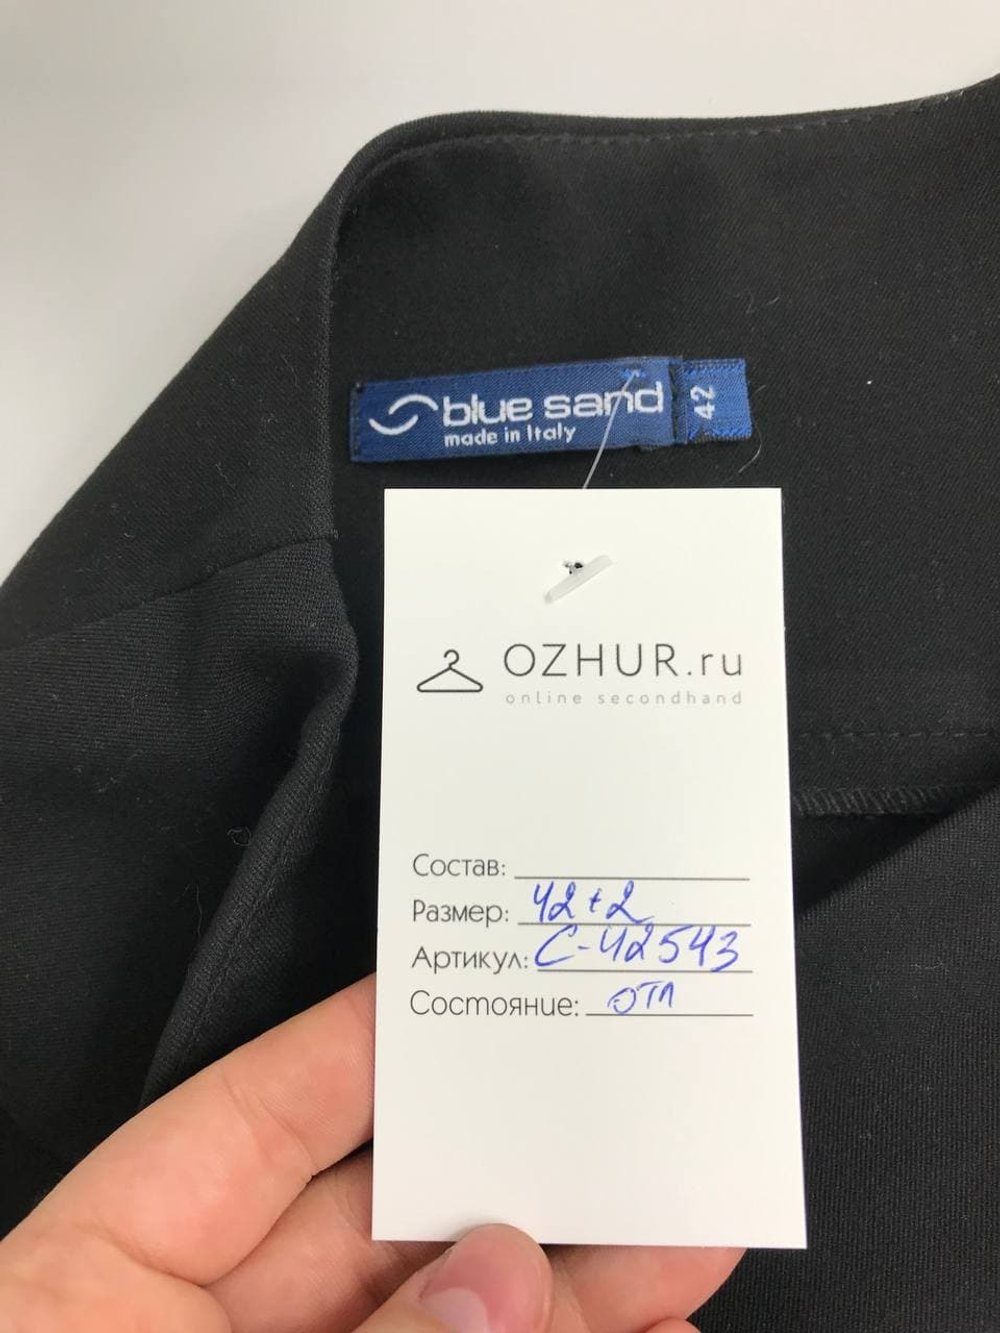 blue sand
made in Italy
42
OZHUR.ru
online secondhand
Состав:
Размер: 42+2
Артикул: С-42543
Состояние: отл